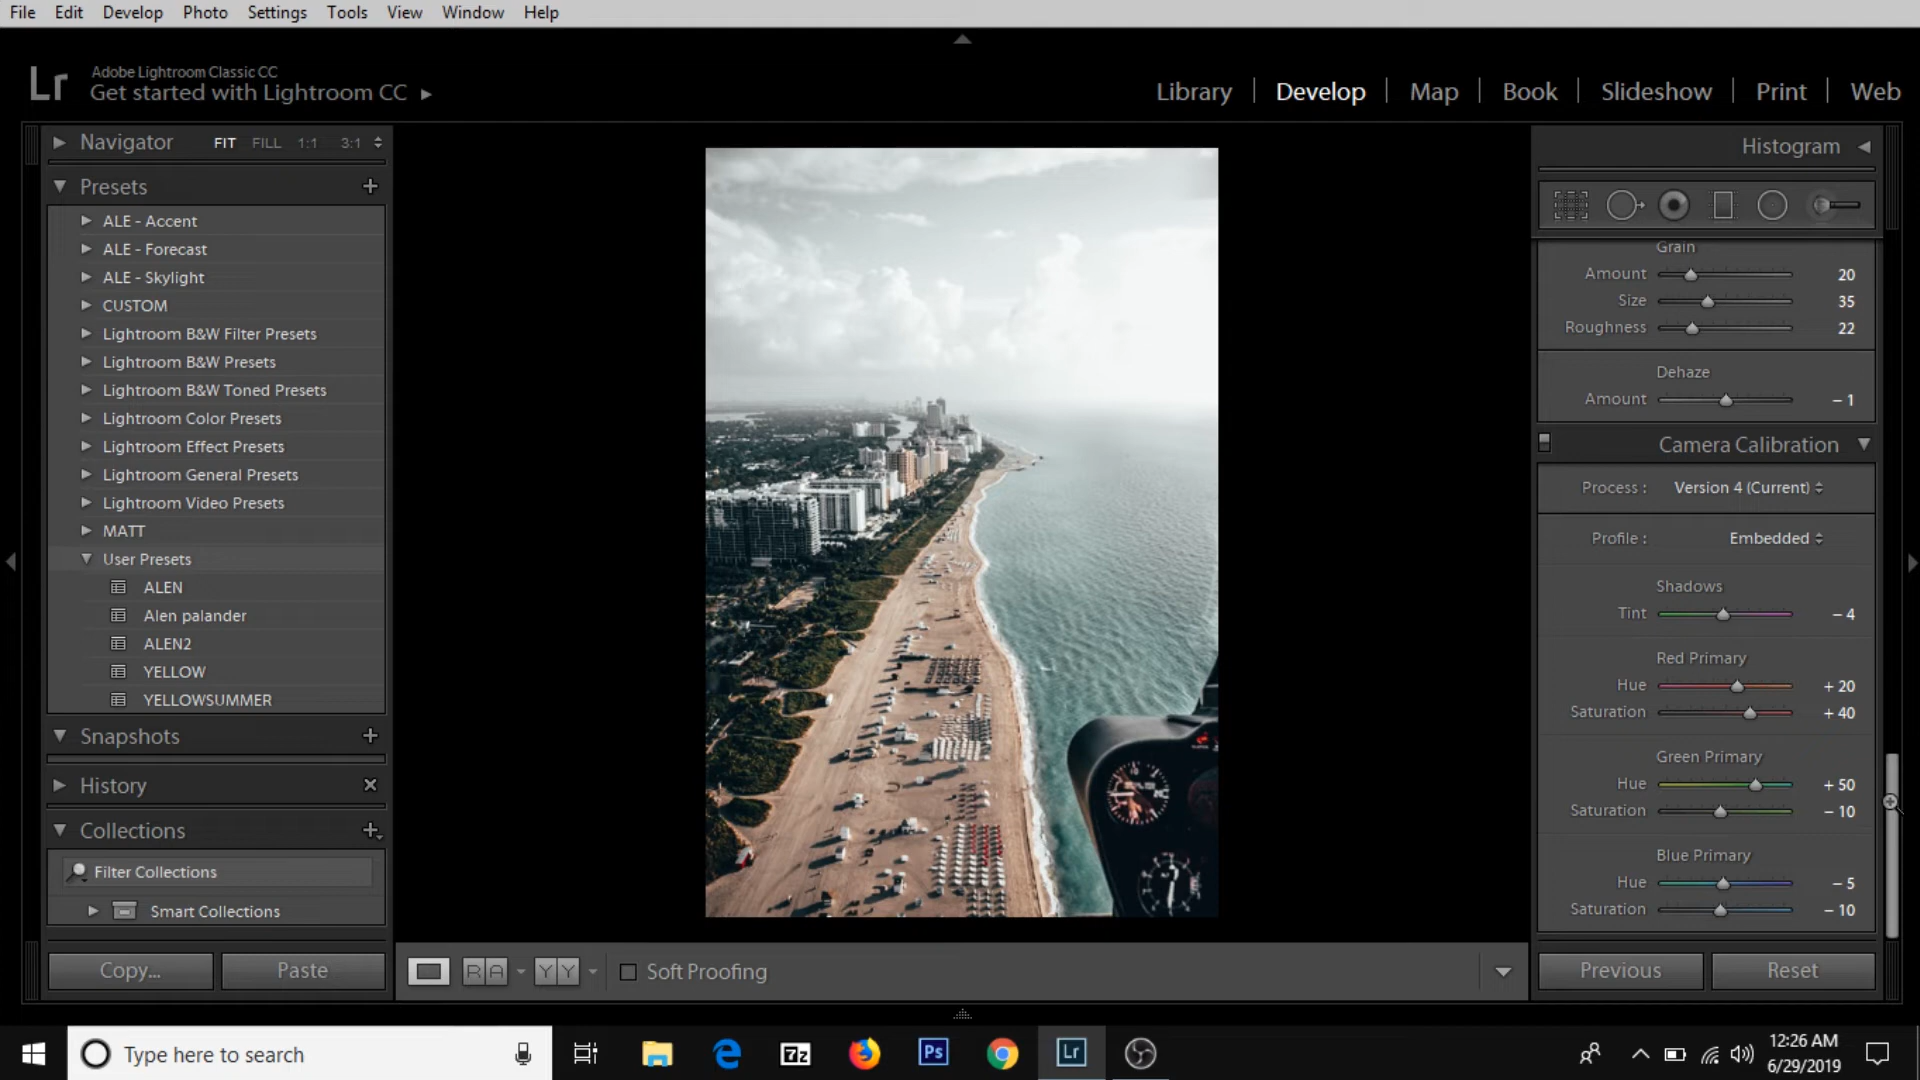 File Edit Develop Photo Settings Tools View Window Help
Lr Adobe Lightroom Classic CC
Get started with Lightroom CC
Library Develop Map Book Slideshow Print Web
Navigator FIT FILL 1:1 3:1
Presets
ALE - Accent
ALE - Forecast
ALE - Skylight
CUSTOM
Lightroom B&W Filter Presets
Lightroom B&W Presets
Lightroom B&W Toned Presets
Lightroom Color Presets
Lightroom Effect Presets
Lightroom General Presets
Lightroom Video Presets
MATT
User Presets
ALEN
Alen palander
ALEN2
YELLOW
YELLOWSUMMER
Snapshots
History
Collections
Filter Collections
Smart Collections
Copy... Paste
R A Y Y Soft Proofing
Histogram
Grain
Amount 20
Size 35
Roughness 22
Dehaze
Amount – 1
Camera Calibration
Process : Version 4 (Current)
Profile : Embedded
Shadows
Tint – 4
Red Primary
Hue + 20
Saturation + 40
Green Primary
Hue + 50
Saturation – 10
Blue Primary
Hue – 5
Saturation – 10
Previous Reset
Type here to search
7z Ps Lr
12:26 AM
6/29/2019